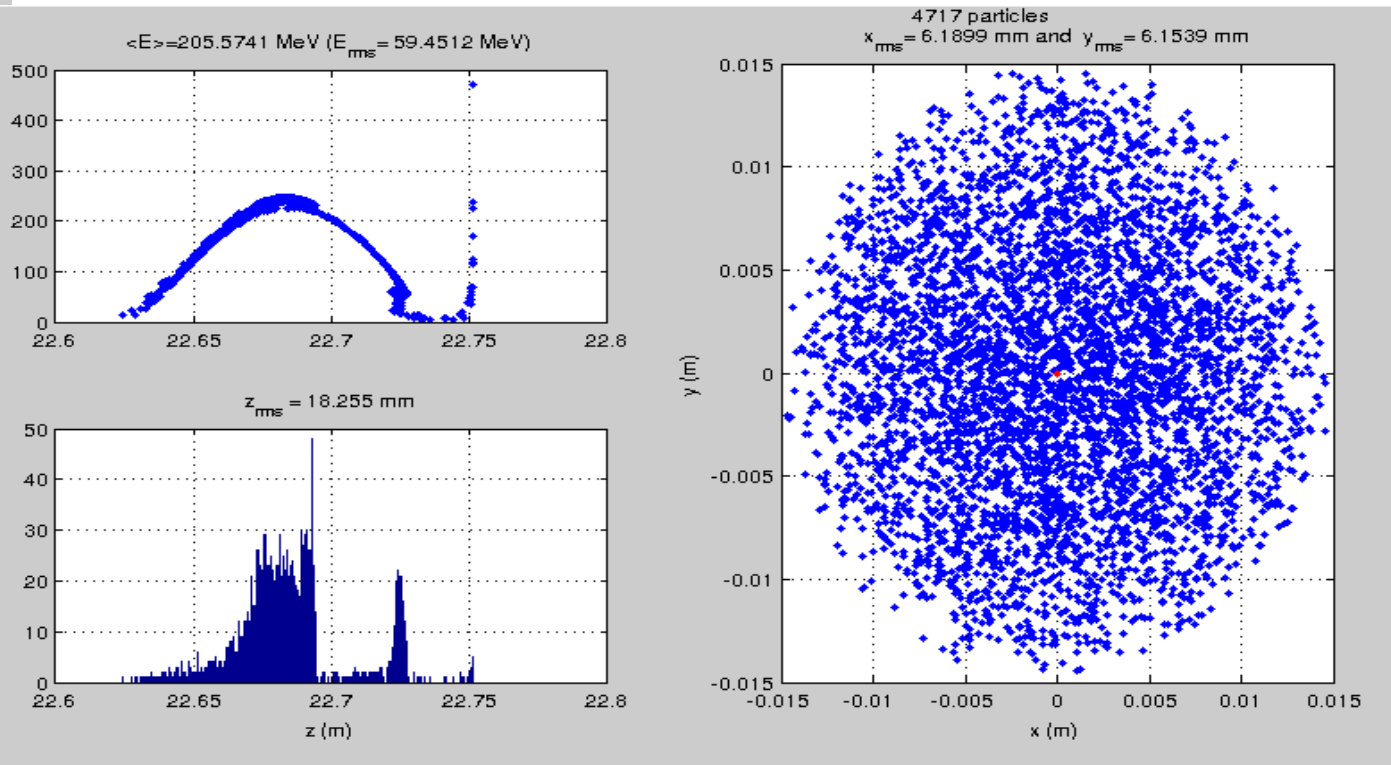 <E>=205.5741 MeV (E_rms= 59.4512 MeV)
500
400
300
200
100
0
22.6 22.65 22.7 22.75 22.8
z_rms = 18.255 mm
50
40
30
20
10
0
22.6 22.65 22.7 22.75 22.8
z (m)
4717 particles
x_rms= 6.1899 mm and y_rms= 6.1539 mm
0.015
0.01
0.005
0
-0.005
-0.01
-0.015
y (m)
-0.015 -0.01 -0.005 0 0.005 0.01 0.015
x (m)